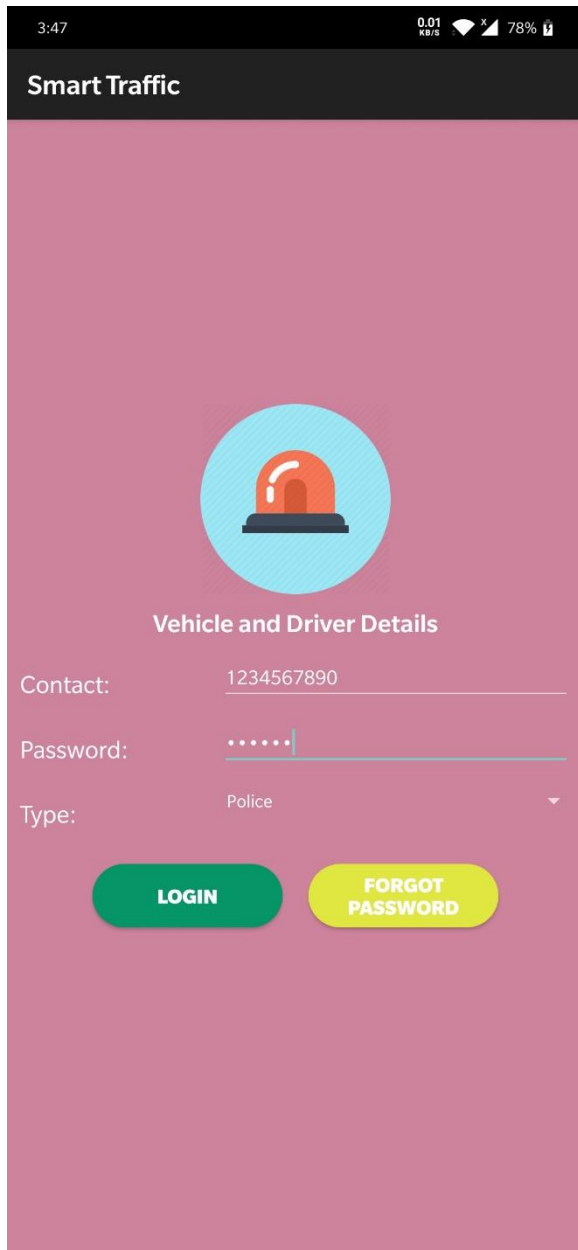 3:47
0.01
KB/S
X
78%
Smart Traffic
Vehicle and Driver Details
Contact:
1234567890
Password:
••••••
Type:
Police
LOGIN
FORGOT
PASSWORD